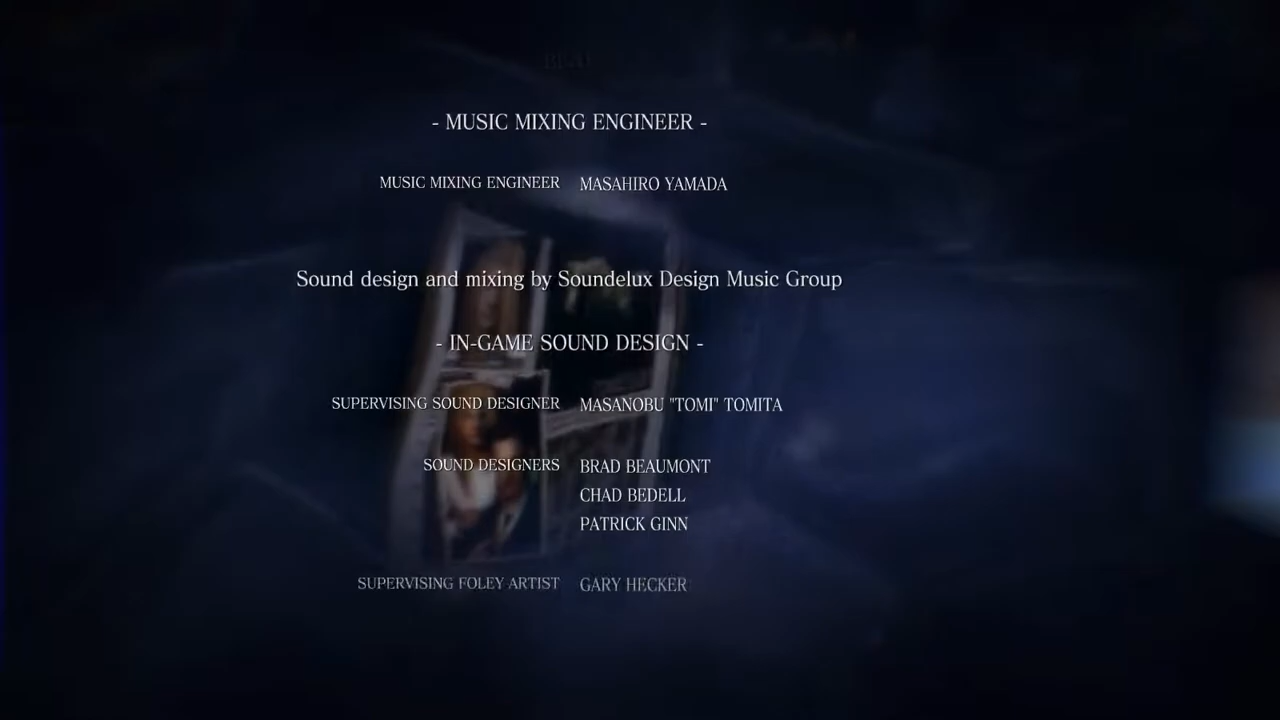 - MUSIC MIXING ENGINEER -
MUSIC MIXING ENGINEER MASAHIRO YAMADA
Sound design and mixing by Soundelux Design Music Group
- IN-GAME SOUND DESIGN -
SUPERVISING SOUND DESIGNER MASANOBU "TOMI" TOMITA
SOUND DESIGNERS BRAD BEAUMONT
CHAD BEDELL
PATRICK GINN
SUPERVISING FOLEY ARTIST GARY HECKER